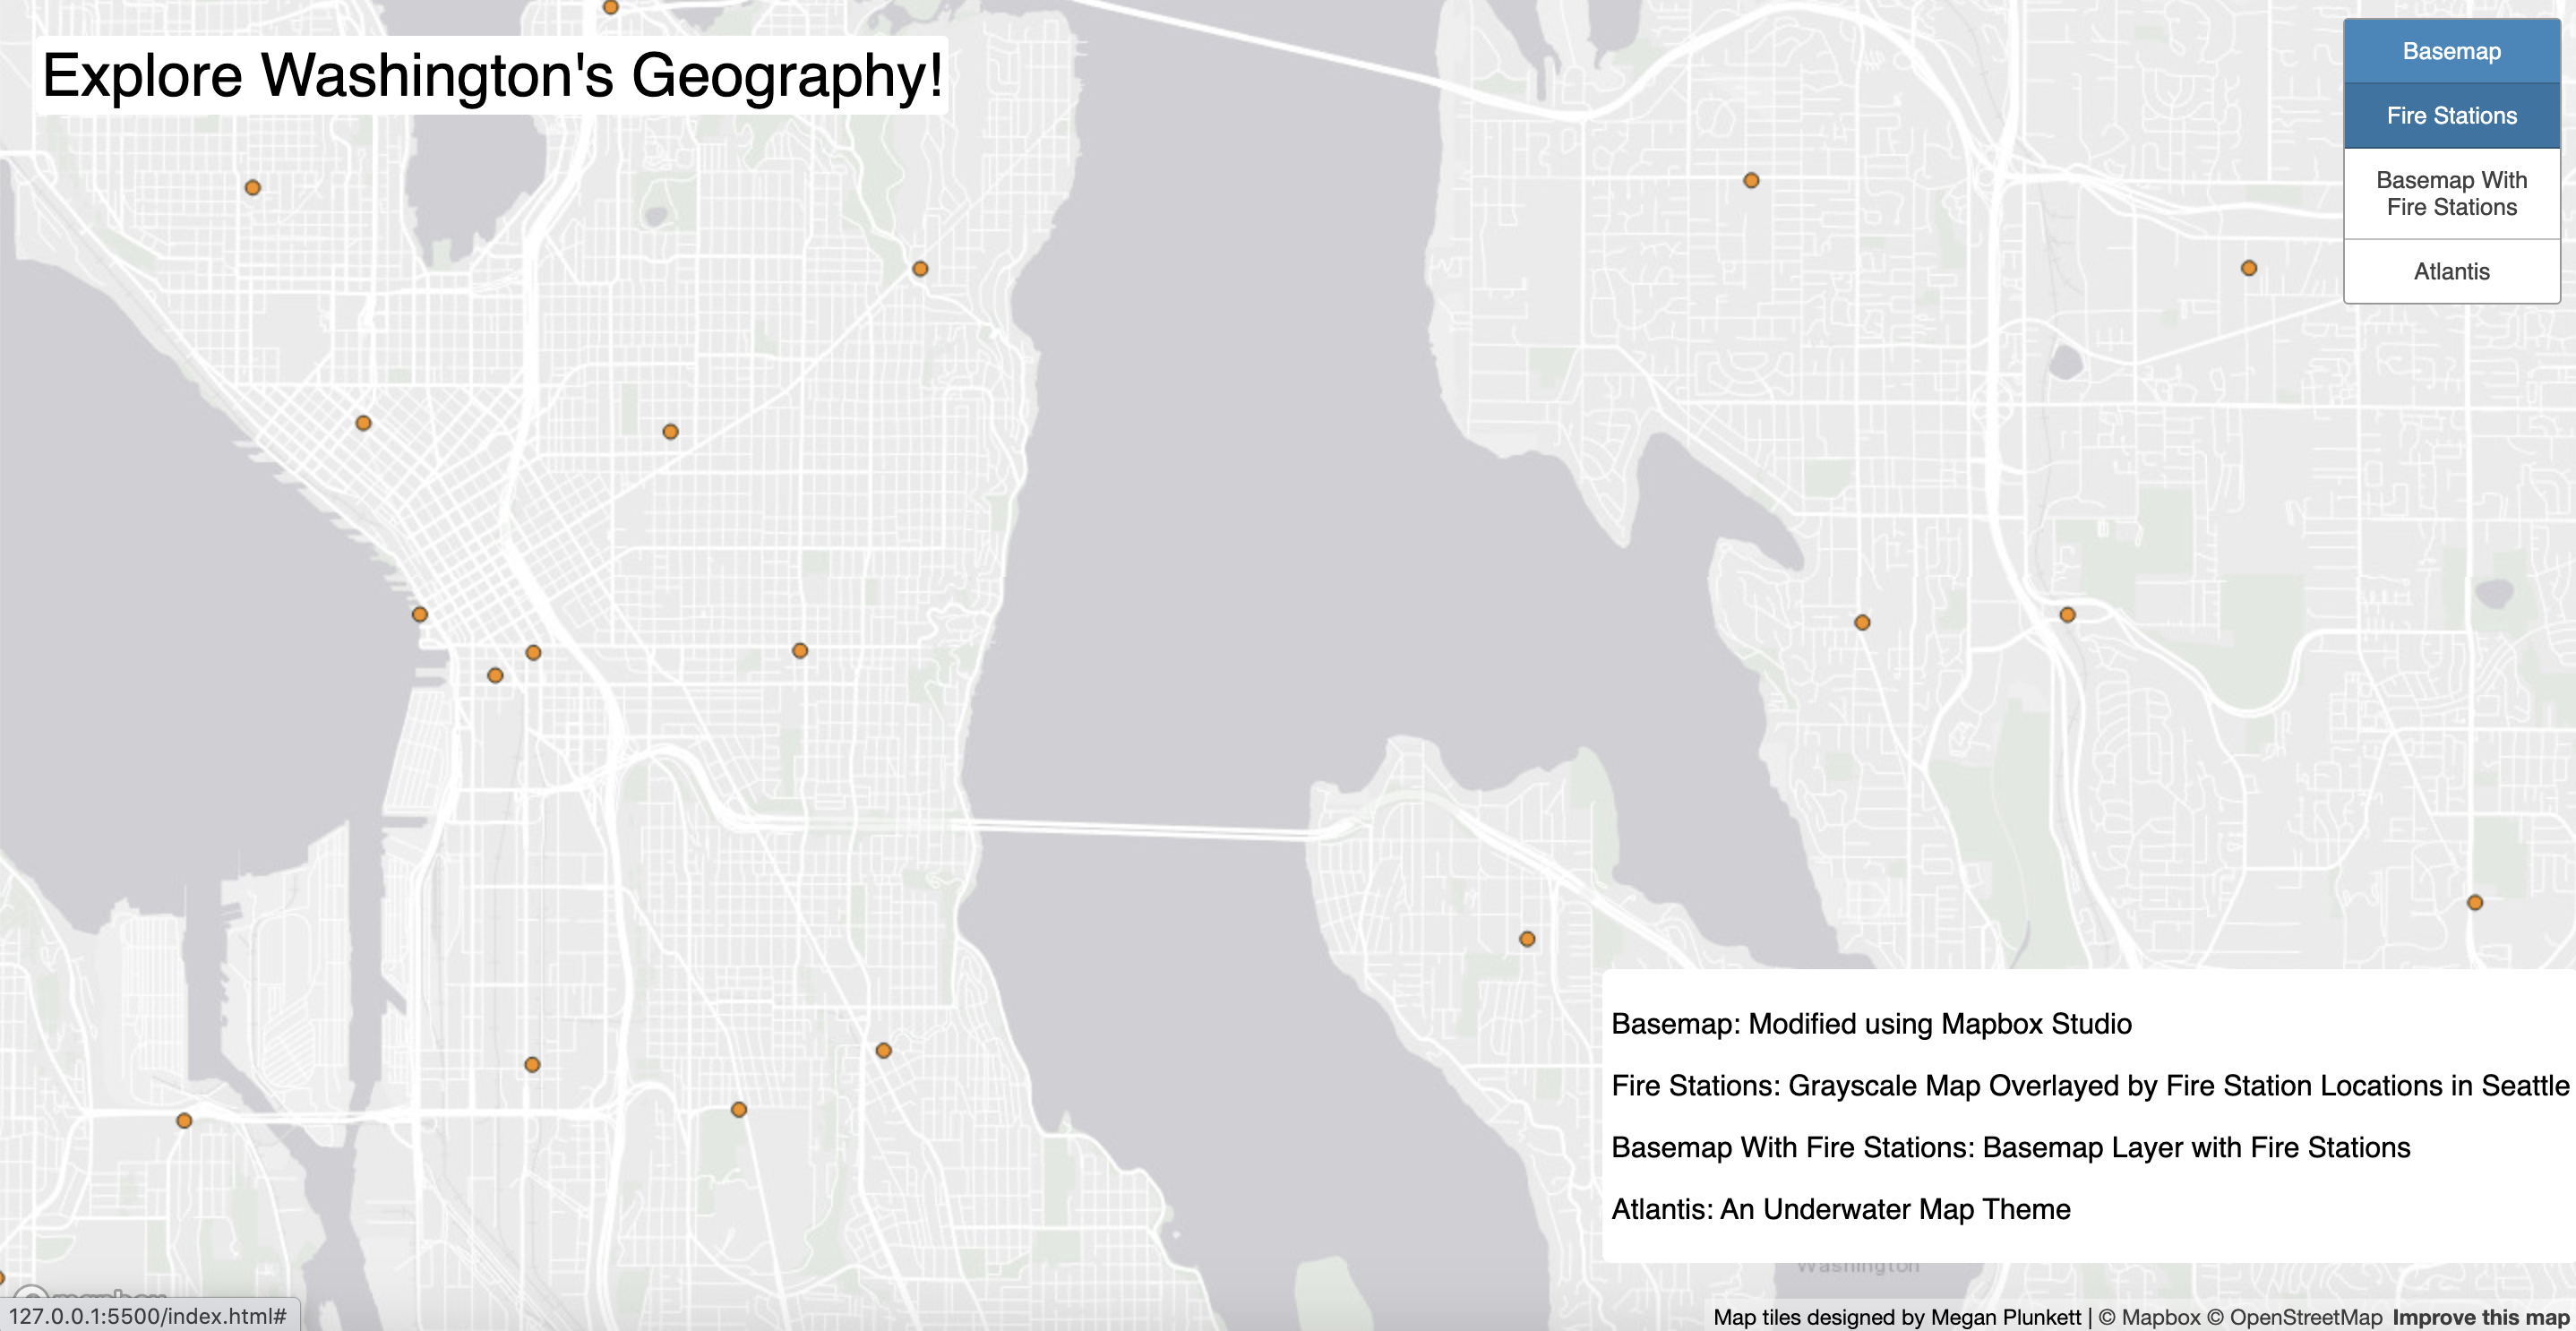 Explore Washington's Geography!
Basemap
Fire Stations
Basemap With
Fire Stations
Atlantis
Basemap: Modified using Mapbox Studio
Fire Stations: Grayscale Map Overlayed by Fire Station Locations in Seattle
Basemap With Fire Stations: Basemap Layer with Fire Stations
Atlantis: An Underwater Map Theme
Washington
mapbox
127.0.0.1:5500/index.html#
Map tiles designed by Megan Plunkett | © Mapbox © OpenStreetMap Improve this map